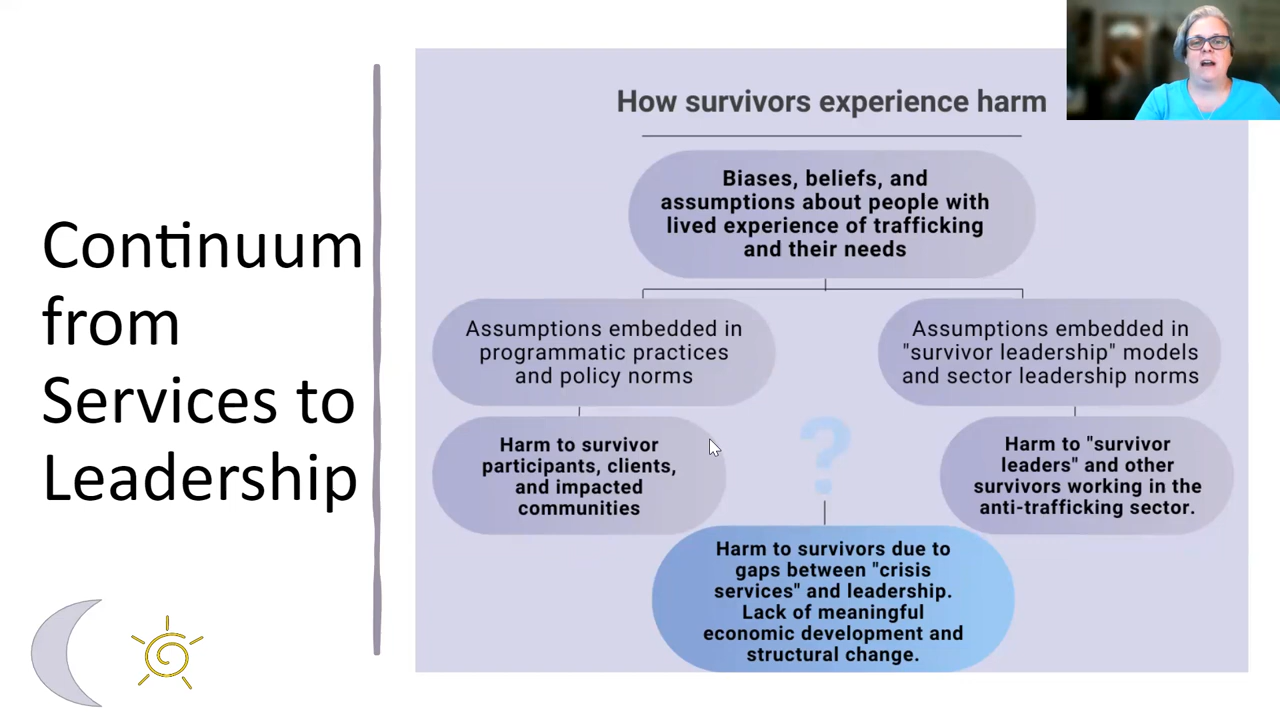 Continuum
from
Services to
Leadership
How survivors experience harm
Biases, beliefs, and
assumptions about people with
lived experience of trafficking
and their needs
Assumptions embedded in
programmatic practices
and policy norms
Assumptions embedded in
"survivor leadership" models
and sector leadership norms
Harm to survivor
participants, clients,
and impacted
communities
?
Harm to "survivor
leaders" and other
survivors working in the
anti-trafficking sector.
Harm to survivors due to
gaps between "crisis
services" and leadership.
Lack of meaningful
economic development and
structural change.